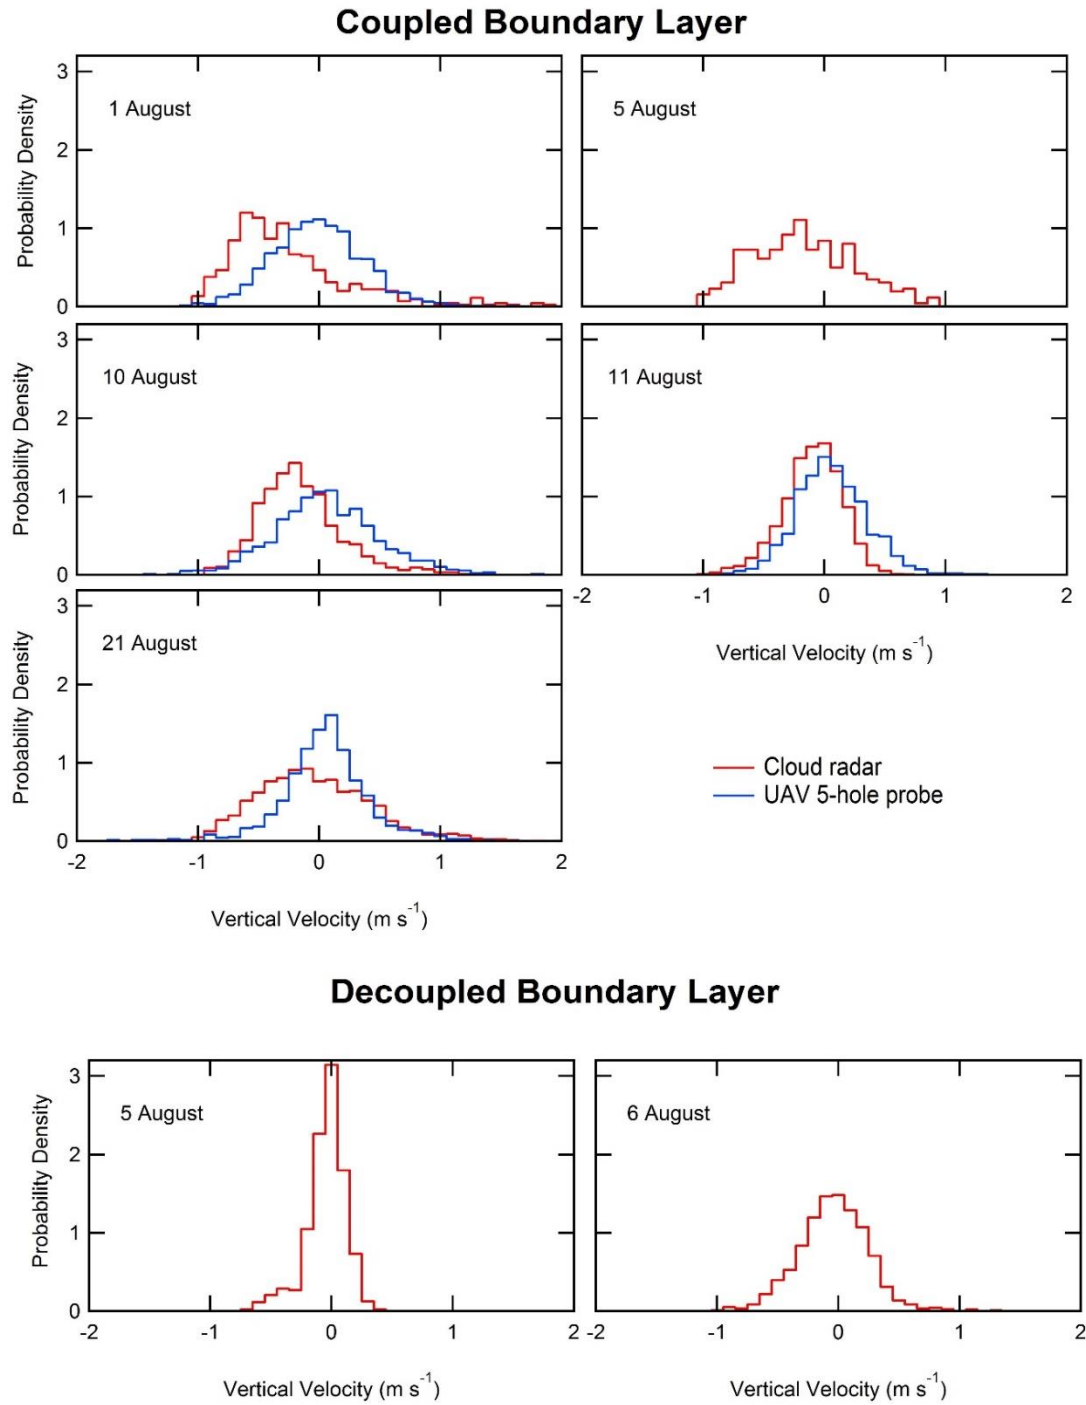 Coupled Boundary Layer
3
2
1
0
Probability Density
1 August
5 August
3
2
1
0
Probability Density
10 August
11 August
-2
-1
0
1
2
Vertical Velocity (m s⁻¹)
3
2
1
0
Probability Density
21 August
-2
-1
0
1
2
Vertical Velocity (m s⁻¹)
Cloud radar
UAV 5-hole probe
Decoupled Boundary Layer
3
2
1
0
Probability Density
5 August
-2
-1
0
1
2
Vertical Velocity (m s⁻¹)
6 August
-2
-1
0
1
2
Vertical Velocity (m s⁻¹)